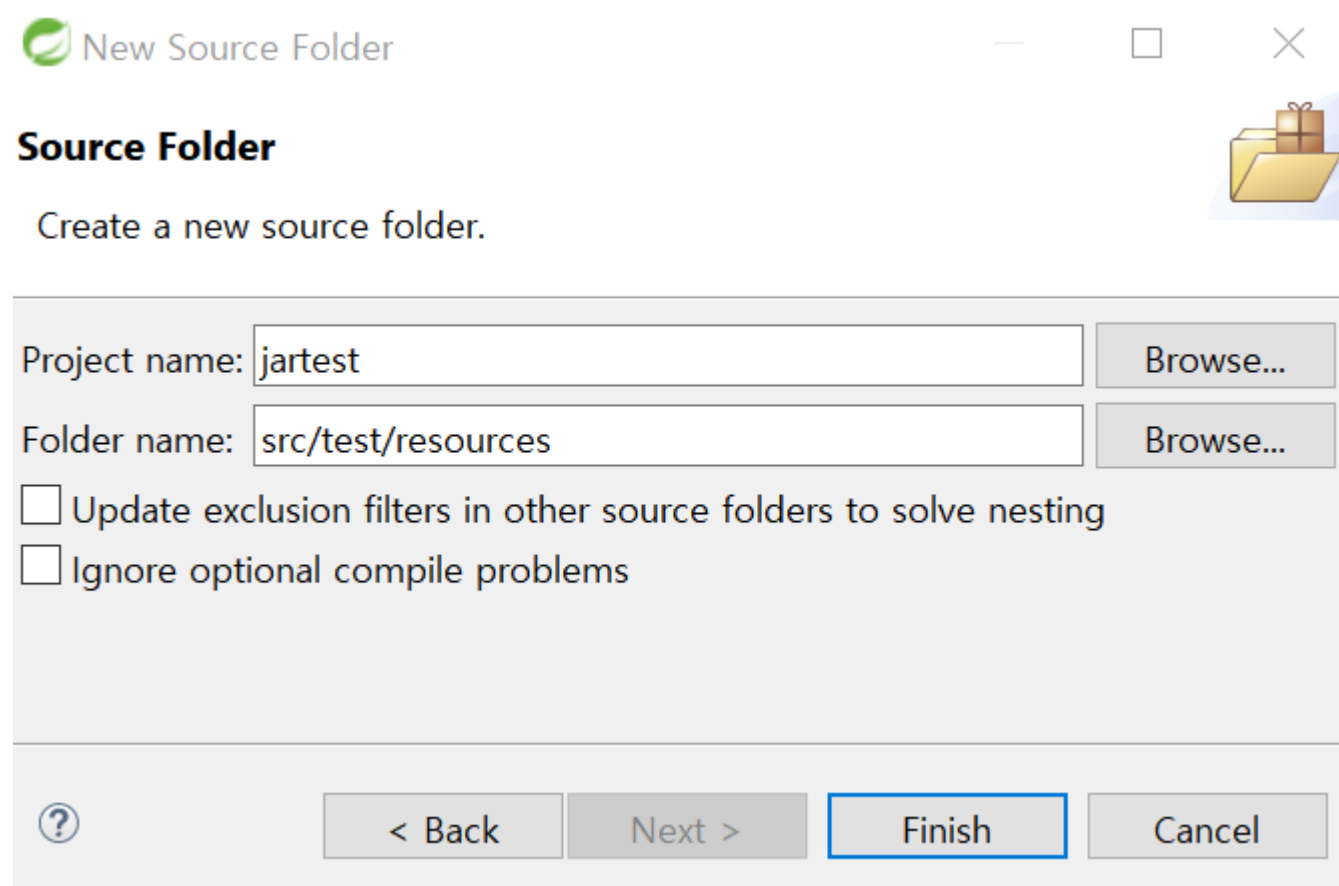 New Source Folder
Source Folder
Create a new source folder.
Project name: jartest Browse...
Folder name: src/test/resources Browse...
Update exclusion filters in other source folders to solve nesting
Ignore optional compile problems
? < Back Next > Finish Cancel